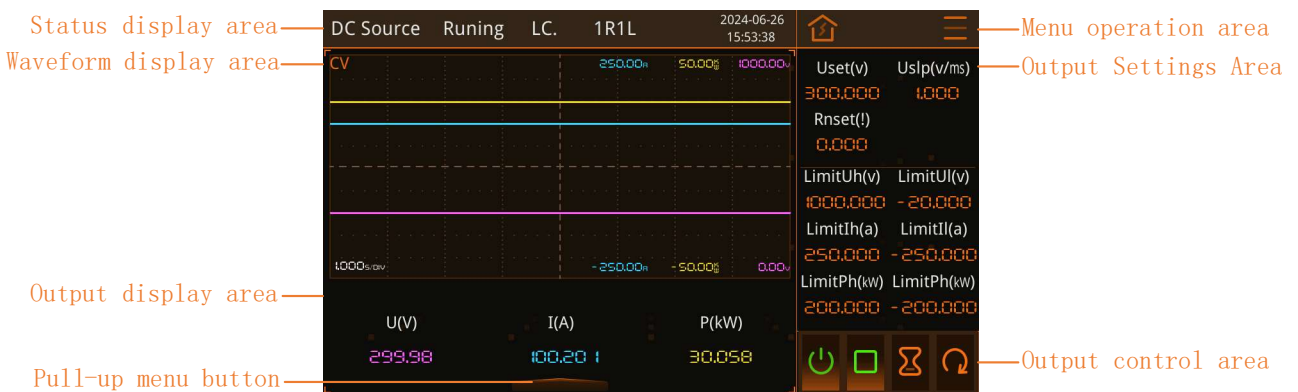 Status display area
DC Source Runing LC. 1R1L 2024-06-26
15:53:38
Menu operation area
Waveform display area
CV 250.00A 50.00 1000.00V
Uset(v) Uslp(v/ms)
Output Settings Area
300.000 1.000
Rnset(!)
0.000
LimitUh(v) LimitUl(v)
1000.000 -20.000
LimitIh(a) LimitIl(a)
250.000 -250.000
1.000S/DIV -250.00A -50.00 0.00V
LimitPh(kW) LimitPh(kW)
200.000 -200.000
Output display area
U(V) I(A) P(kW)
299.98 100.201 30.058
Output control area
Pull-up menu button